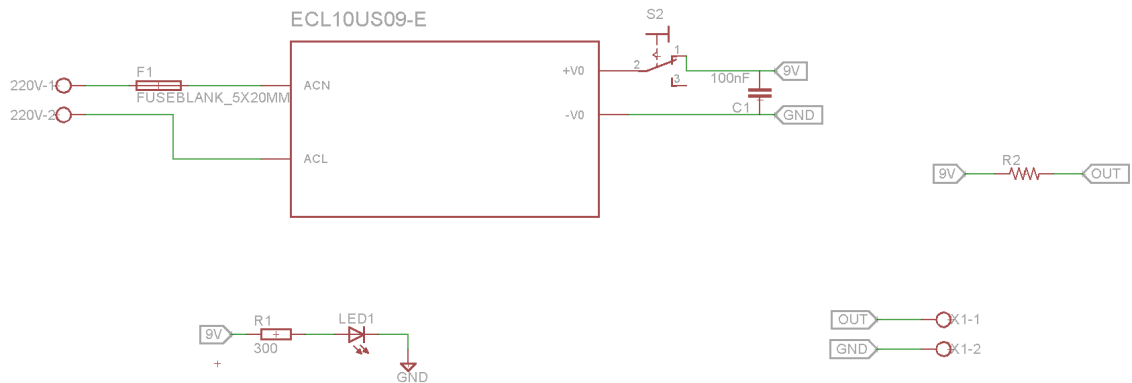 ECL10US09-E
S2
1
2
3
+V0
9V
100nF
C1
-V0
GND
F1
220V-1
FUSEBLANK_5X20MM
ACN
220V-2
ACL
R2
9V
OUT
9V
R1
300
LED1
GND
OUT
X1-1
GND
X1-2